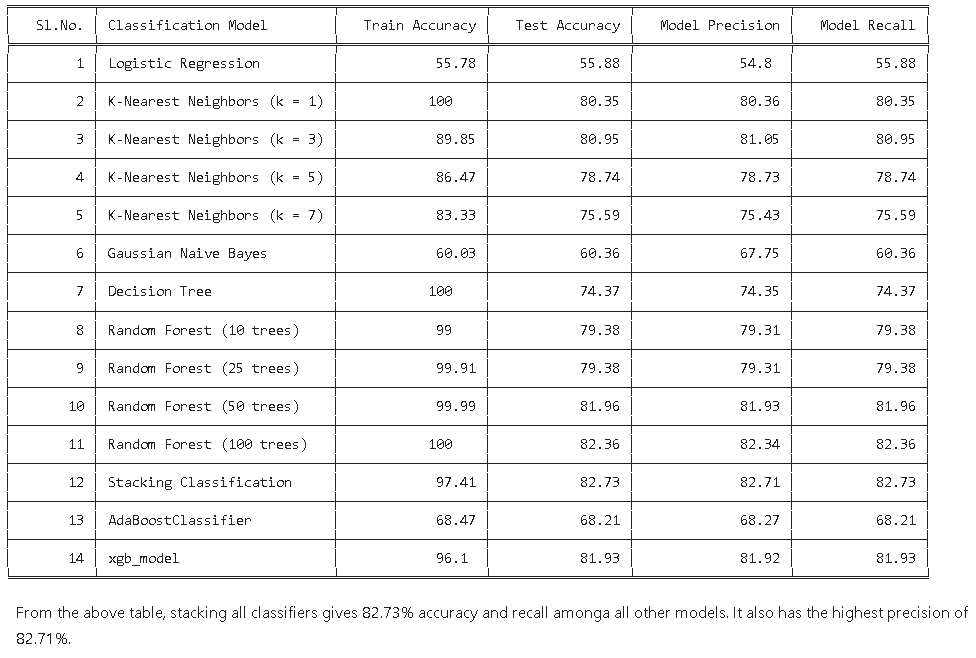 Sl.No. Classification Model Train Accuracy Test Accuracy Model Precision Model Recall
1 Logistic Regression 55.78 55.88 54.8 55.88
2 K-Nearest Neighbors (k = 1) 100 80.35 80.36 80.35
3 K-Nearest Neighbors (k = 3) 89.85 80.95 81.05 80.95
4 K-Nearest Neighbors (k = 5) 86.47 78.74 78.73 78.74
5 K-Nearest Neighbors (k = 7) 83.33 75.59 75.43 75.59
6 Gaussian Naive Bayes 60.03 60.36 67.75 60.36
7 Decision Tree 100 74.37 74.35 74.37
8 Random Forest (10 trees) 99 79.38 79.31 79.38
9 Random Forest (25 trees) 99.91 79.38 79.31 79.38
10 Random Forest (50 trees) 99.99 81.96 81.93 81.96
11 Random Forest (100 trees) 100 82.36 82.34 82.36
12 Stacking Classification 97.41 82.73 82.71 82.73
13 AdaBoostClassifier 68.47 68.21 68.27 68.21
14 xgb_model 96.1 81.93 81.92 81.93
From the above table, stacking all classifiers gives 82.73% accuracy and recall amonga all other models. It also has the highest precision of
82.71%.